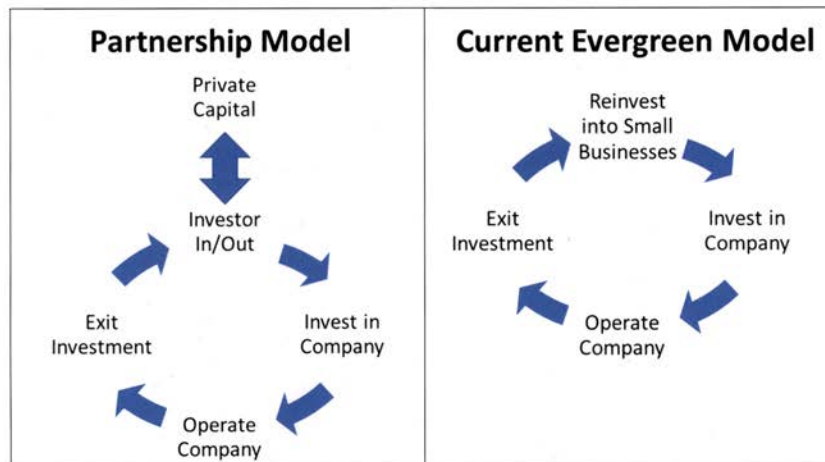 Partnership Model
Private
Capital
Investor
In/Out
Exit
Investment
Invest in
Company
Operate
Company
Current Evergreen Model
Reinvest
into Small
Businesses
Exit
Investment
Invest in
Company
Operate
Company